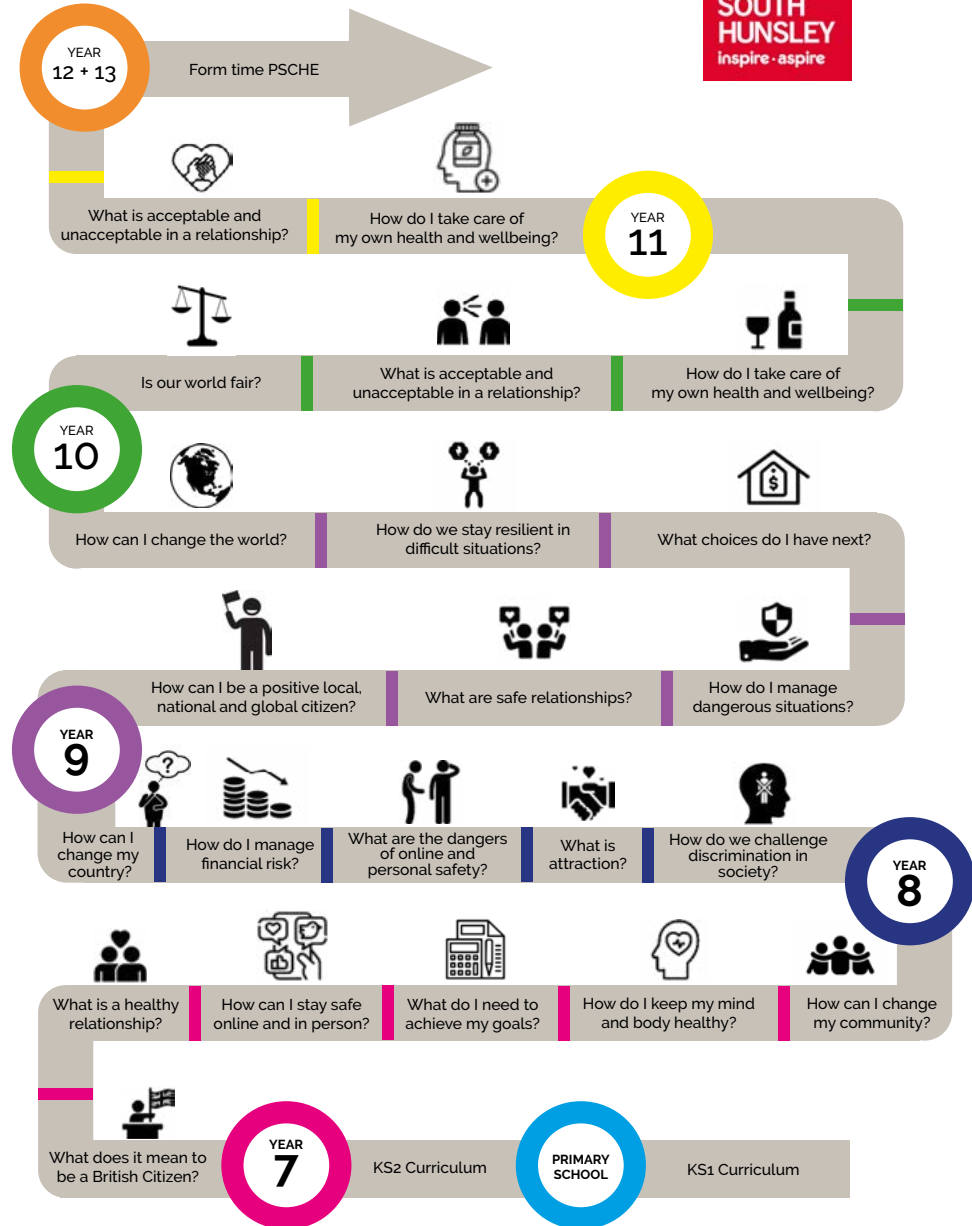 SOUTH
HUNSLEY
inspire · aspire
YEAR
12 + 13
Form time PSCHE
What is acceptable and
unacceptable in a relationship?
How do I take care of
my own health and wellbeing?
YEAR
11
Is our world fair?
What is acceptable and
unacceptable in a relationship?
How do I take care of
my own health and wellbeing?
YEAR
10
How can I change the world?
How do we stay resilient in
difficult situations?
$
What choices do I have next?
How can I be a positive local,
national and global citizen?
What are safe relationships?
How do I manage
dangerous situations?
YEAR
9
?
How can I
change my
country?
How do I manage
financial risk?
What are the dangers
of online and
personal safety?
What is
attraction?
How do we challenge
discrimination in
society?
YEAR
8
What is a healthy
relationship?
How can I stay safe
online and in person?
What do I need to
achieve my goals?
How do I keep my mind
and body healthy?
How can I change
my community?
What does it mean to
be a British Citizen?
YEAR
7
KS2 Curriculum
PRIMARY
SCHOOL
KS1 Curriculum